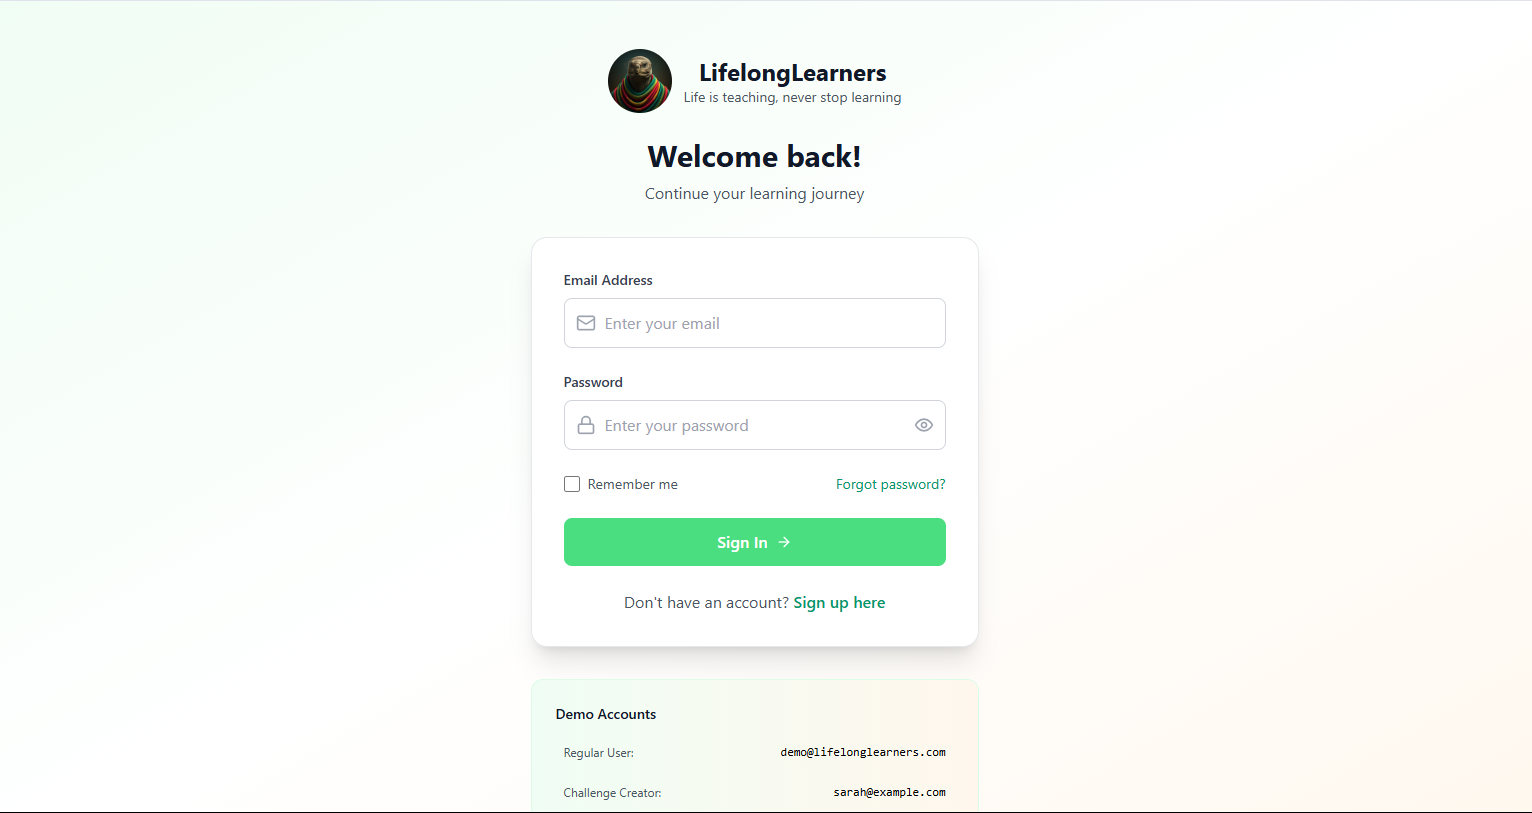 LifelongLearners
Life is teaching, never stop learning
Welcome back!
Continue your learning journey
Email Address
Enter your email
Password
Enter your password
Remember me
Forgot password?
Sign In →
Don't have an account? Sign up here
Demo Accounts
Regular User: demo@lifelonglearners.com
Challenge Creator: sarah@example.com